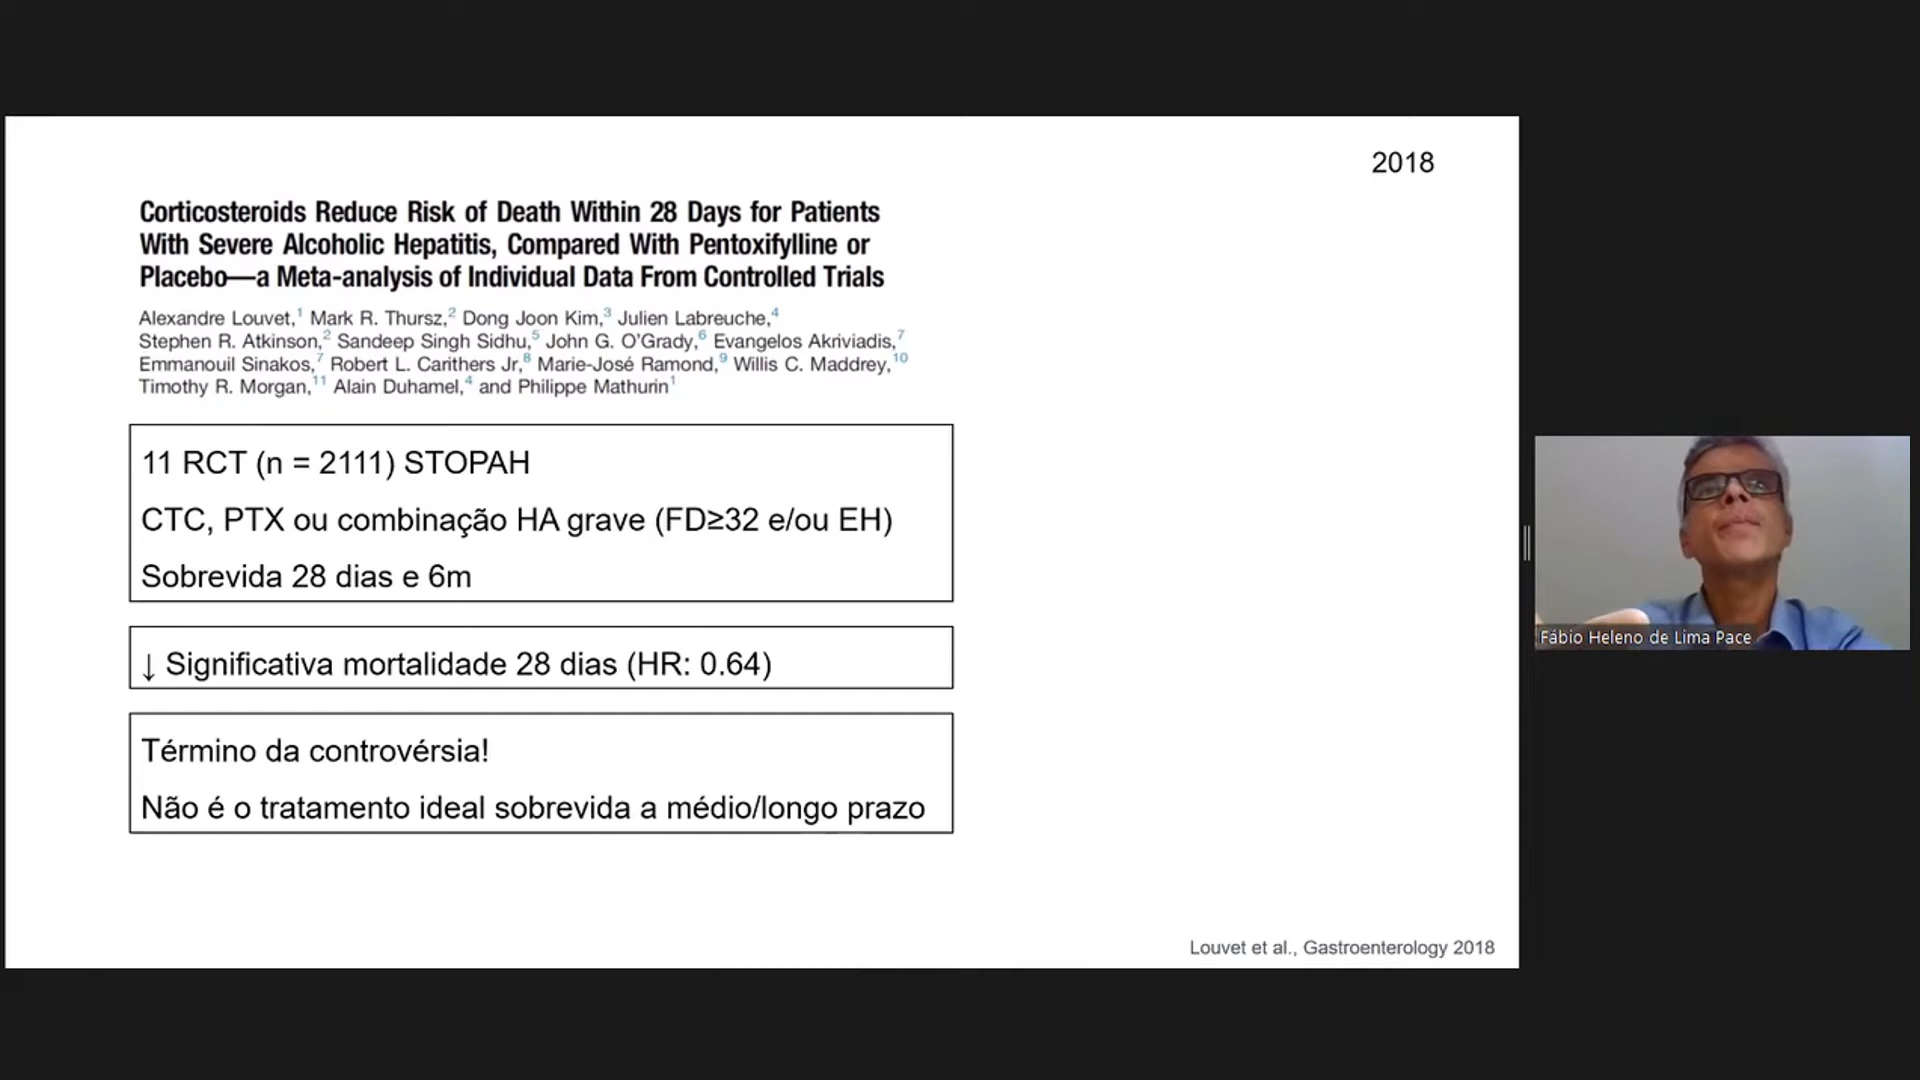 2018
Corticosteroids Reduce Risk of Death Within 28 Days for Patients
With Severe Alcoholic Hepatitis, Compared With Pentoxifylline or
Placebo—a Meta-analysis of Individual Data From Controlled Trials
Alexandre Louvet,1 Mark R. Thursz,2 Dong Joon Kim,3 Julien Labreuche,4
Stephen R. Atkinson,2 Sandeep Singh Sidhu,5 John G. O'Grady,6 Evangelos Akriviadis,7
Emmanouil Sinakos,7 Robert L. Carithers Jr,8 Marie-José Ramond,9 Willis C. Maddrey,10
Timothy R. Morgan,11 Alain Duhamel,4 and Philippe Mathurin1
11 RCT (n = 2111) STOPAH
CTC, PTX ou combinação HA grave (FD≥32 e/ou EH)
Sobrevida 28 dias e 6m
↓ Significativa mortalidade 28 dias (HR: 0.64)
Término da controvérsia!
Não é o tratamento ideal sobrevida a médio/longo prazo
Louvet et al., Gastroenterology 2018
Fábio Heleno de Lima Pace